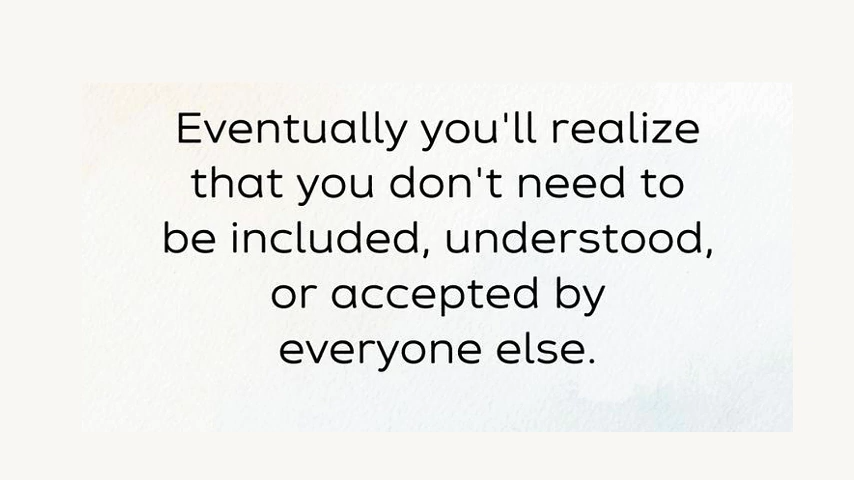 Eventually you'll realize
that you don't need to
be included, understood,
or accepted by
everyone else.